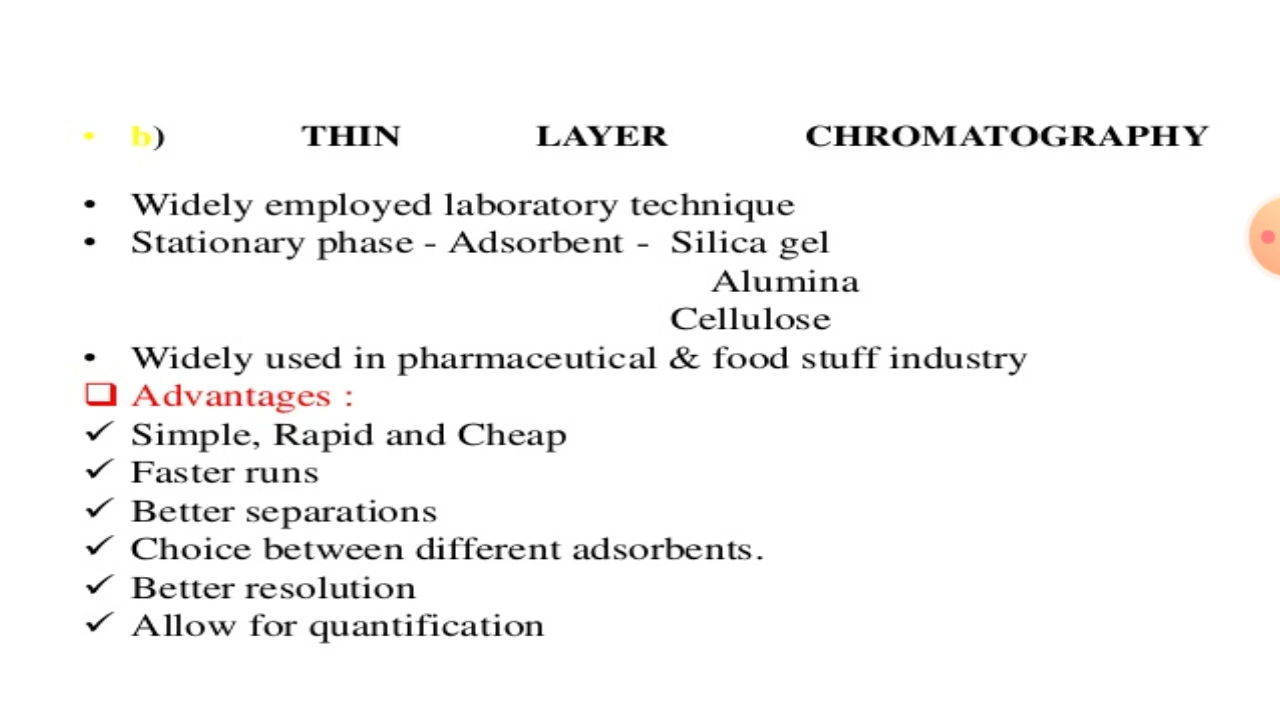 • b) THIN LAYER CHROMATOGRAPHY
• Widely employed laboratory technique
• Stationary phase - Adsorbent - Silica gel
Alumina
Cellulose
• Widely used in pharmaceutical & food stuff industry
❑ Advantages :
✓ Simple, Rapid and Cheap
✓ Faster runs
✓ Better separations
✓ Choice between different adsorbents.
✓ Better resolution
✓ Allow for quantification